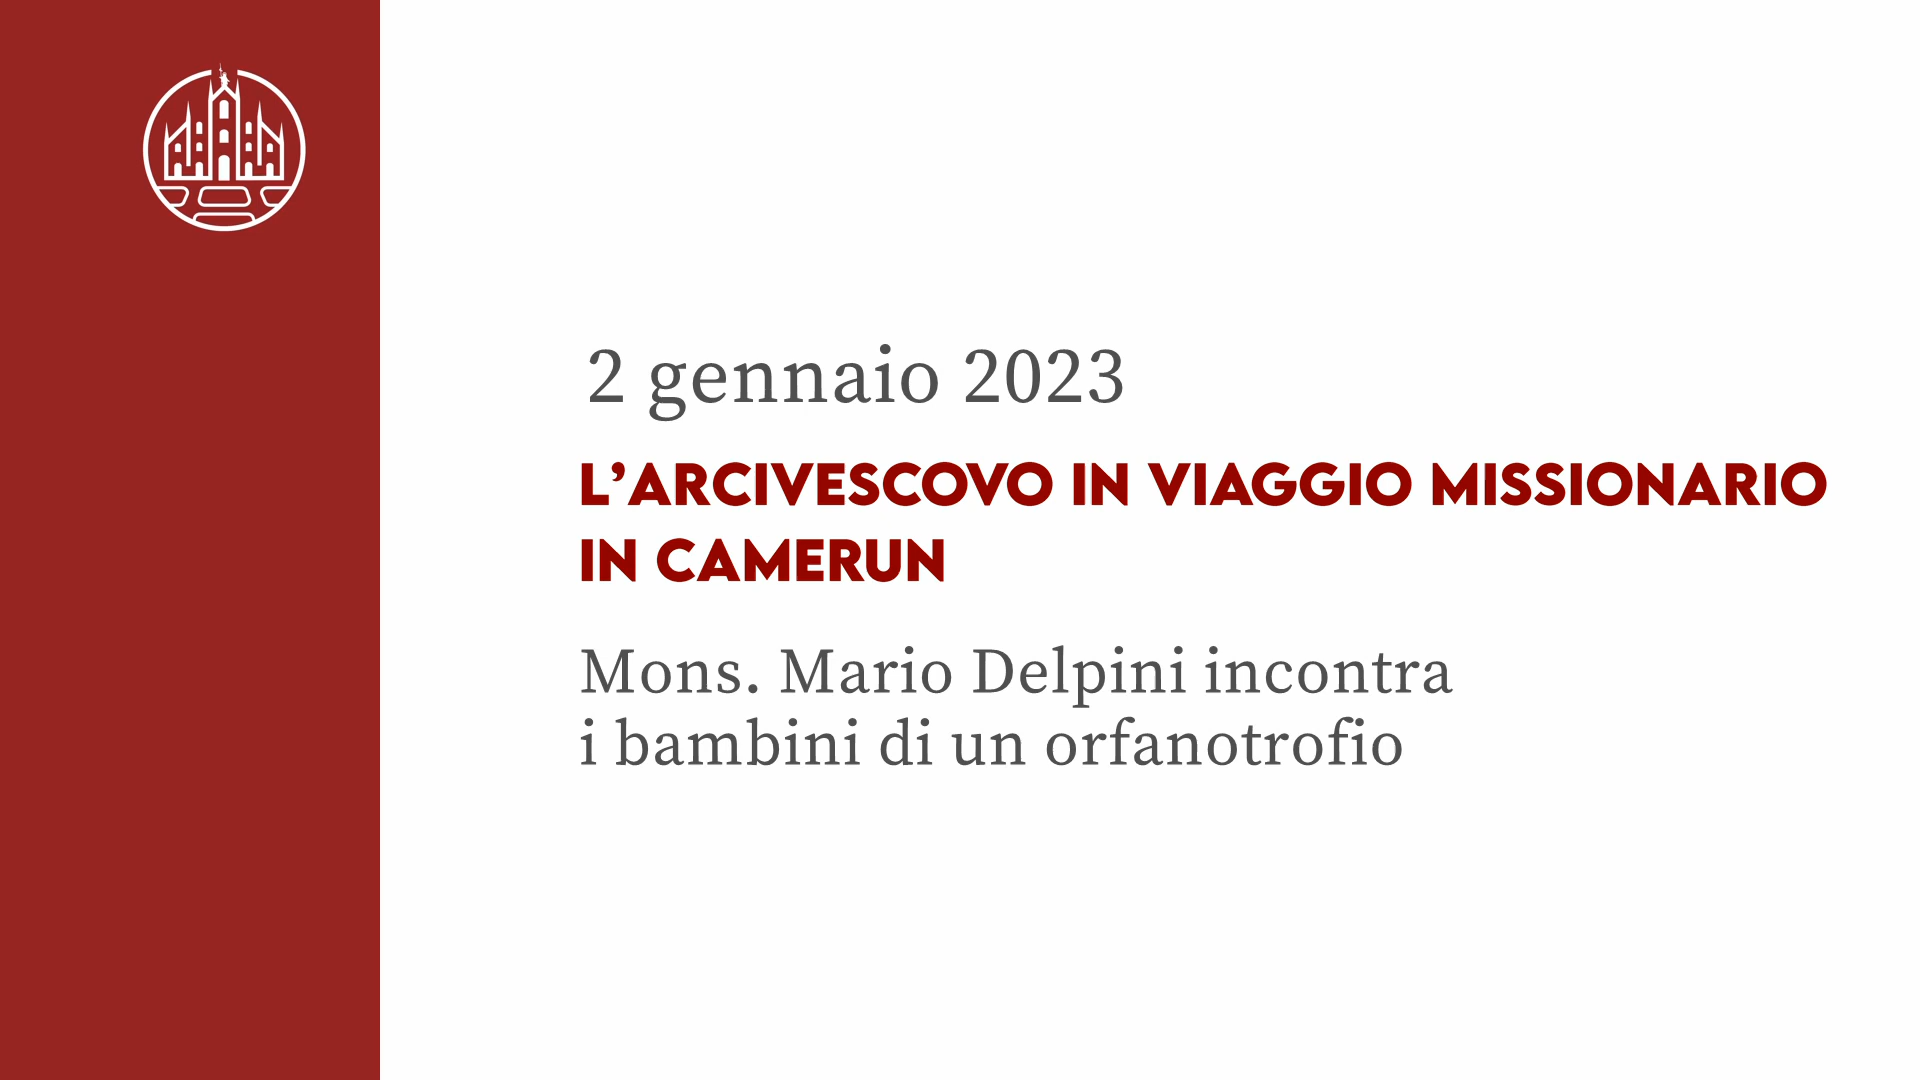 2 gennaio 2023
L’ARCIVESCOVO IN VIAGGIO MISSIONARIO
IN CAMERUN
Mons. Mario Delpini incontra
i bambini di un orfanotrofio